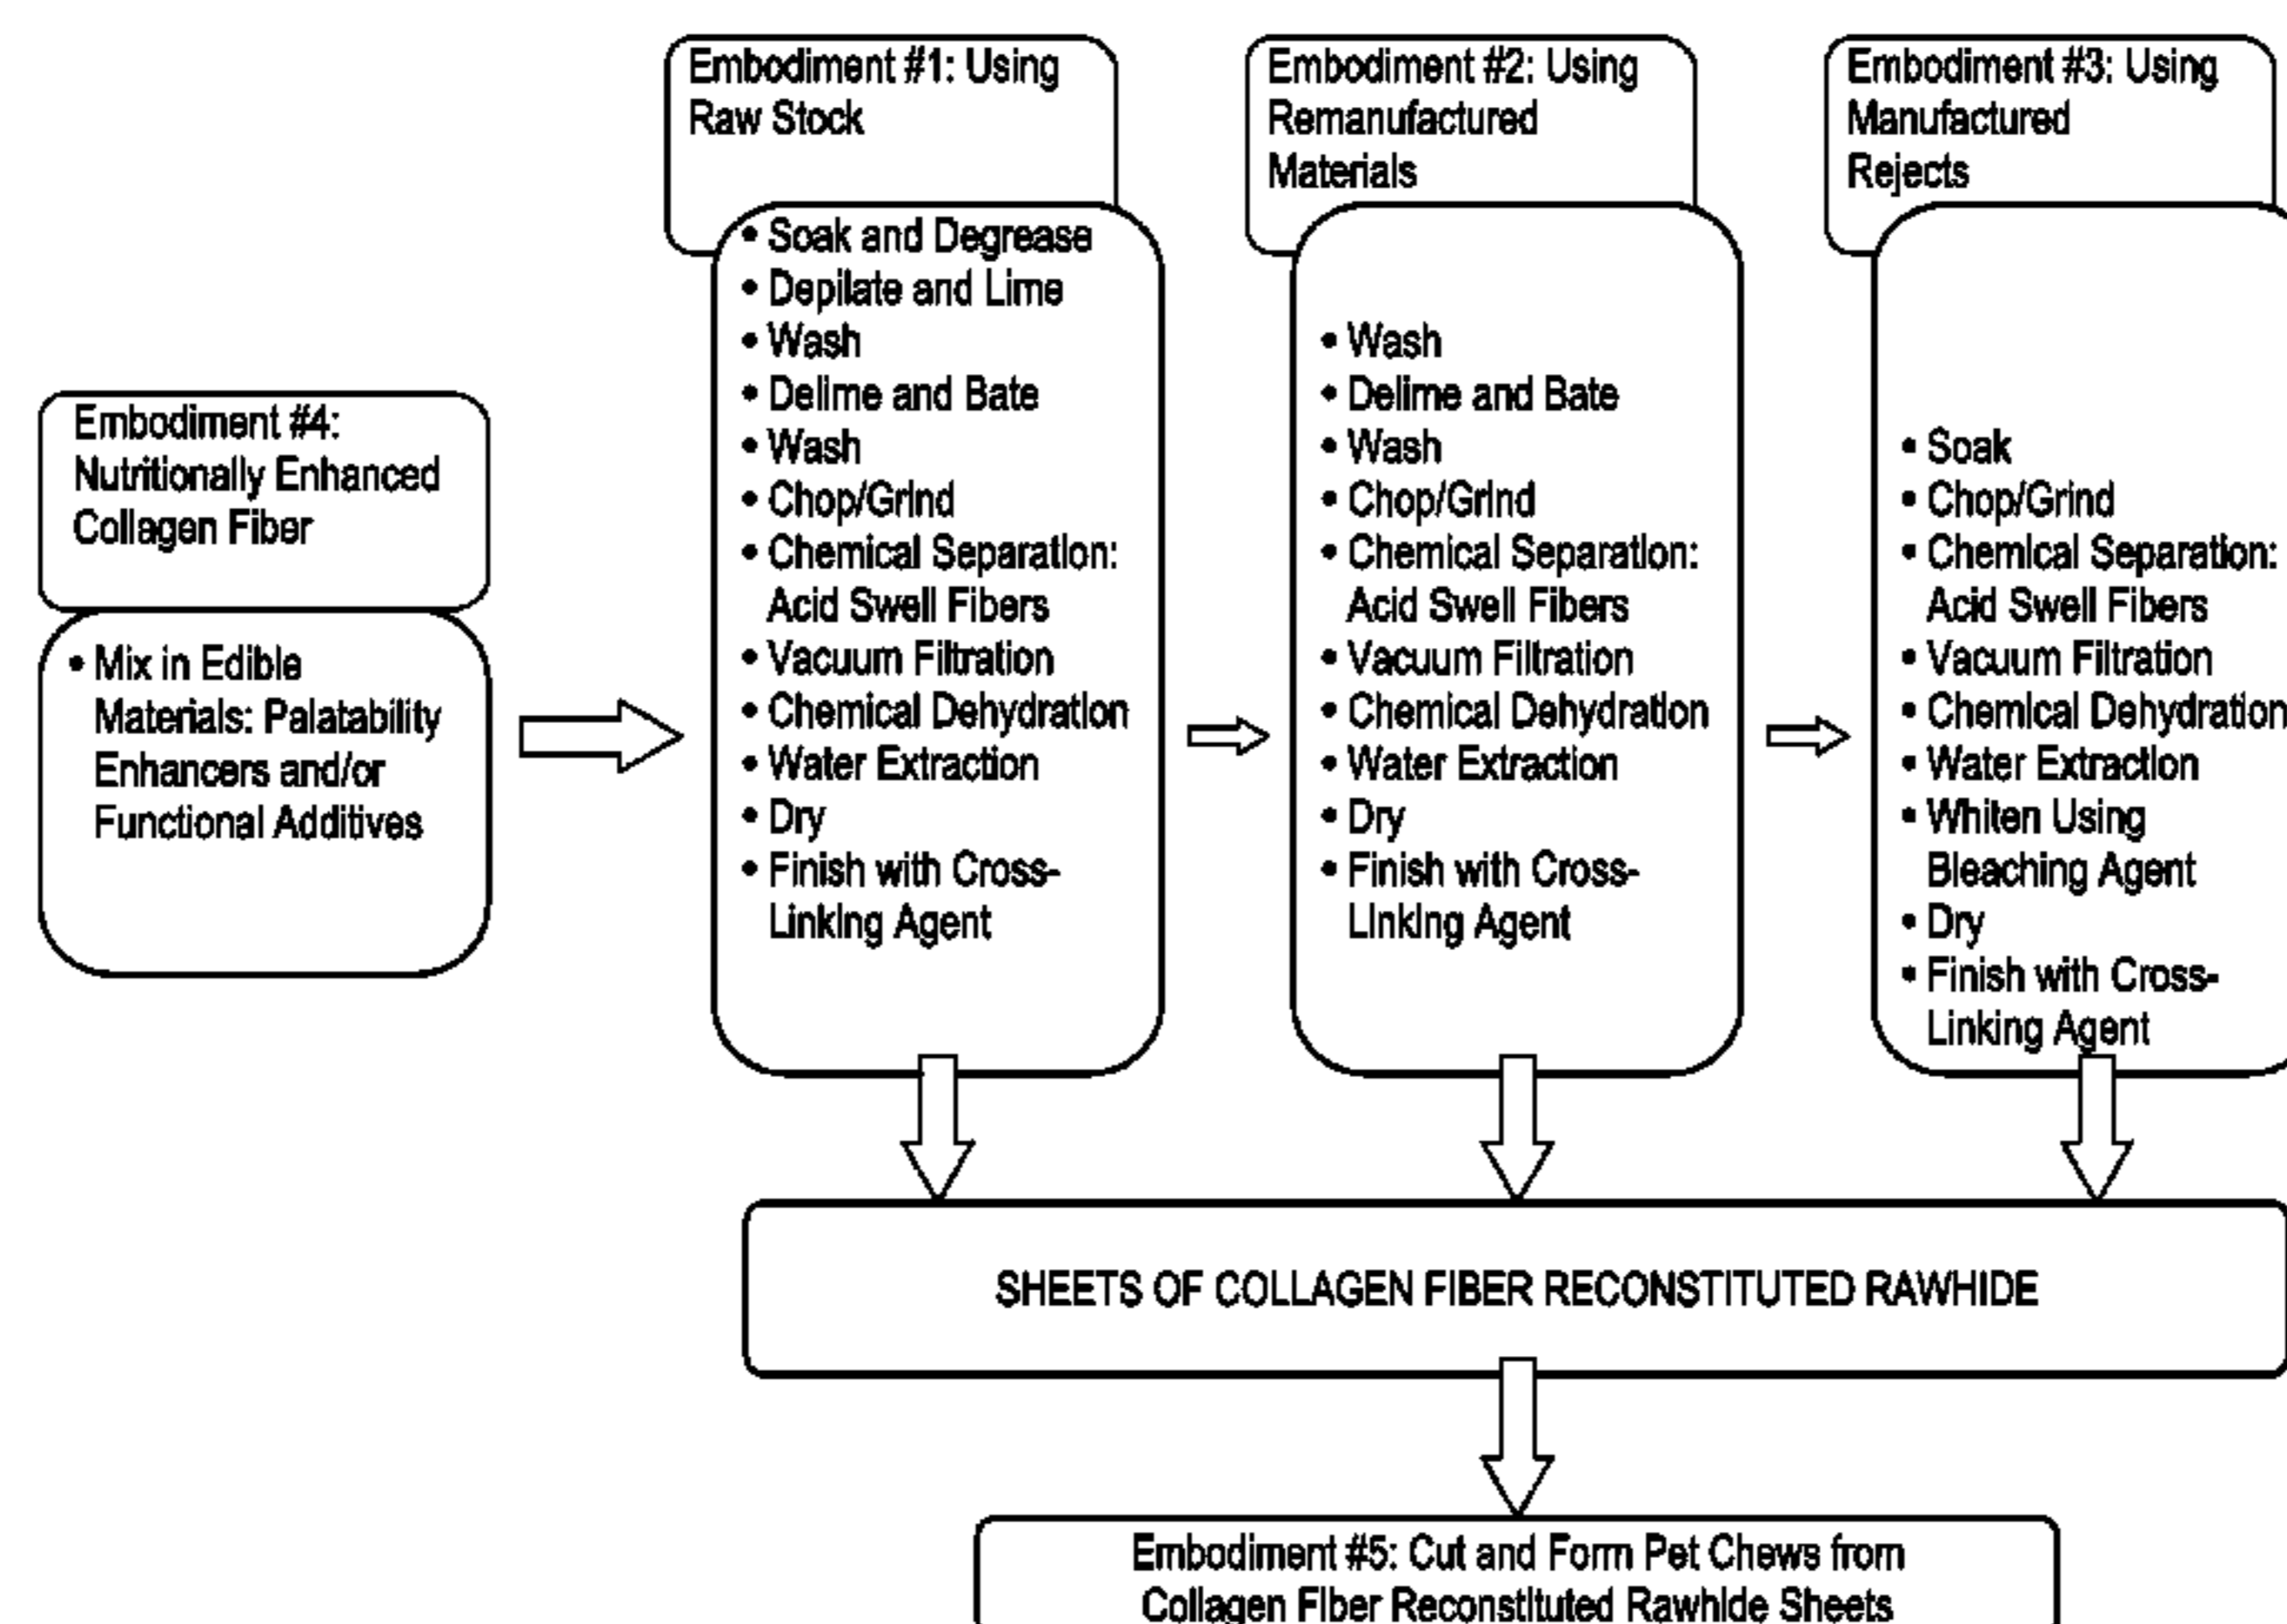 Embodiment #1: Using
Raw Stock
• Soak and Degrease
• Depilate and Lime
• Wash
• Delime and Bate
• Wash
• Chop/Grind
• Chemical Separation:
Acid Swell Fibers
• Vacuum Filtration
• Chemical Dehydration
• Water Extraction
• Dry
• Finish with Cross-
Linking Agent
Embodiment #2: Using
Remanufactured
Materials
• Wash
• Delime and Bate
• Wash
• Chop/Grind
• Chemical Separation:
Acid Swell Fibers
• Vacuum Filtration
• Chemical Dehydration
• Water Extraction
• Dry
• Finish with Cross-
Linking Agent
Embodiment #3: Using
Manufactured
Rejects
• Soak
• Chop/Grind
• Chemical Separation:
Acid Swell Fibers
• Vacuum Filtration
• Chemical Dehydration
• Water Extraction
• Whiten Using
Bleaching Agent
• Dry
• Finish with Cross-
Linking Agent
Embodiment #4:
Nutritionally Enhanced
Collagen Fiber
• Mix in Edible
Materials: Palatability
Enhancers and/or
Functional Additives
SHEETS OF COLLAGEN FIBER RECONSTITUTED RAWHIDE
Embodiment #5: Cut and Form Pet Chews from
Collagen Fiber Reconstituted Rawhide Sheets